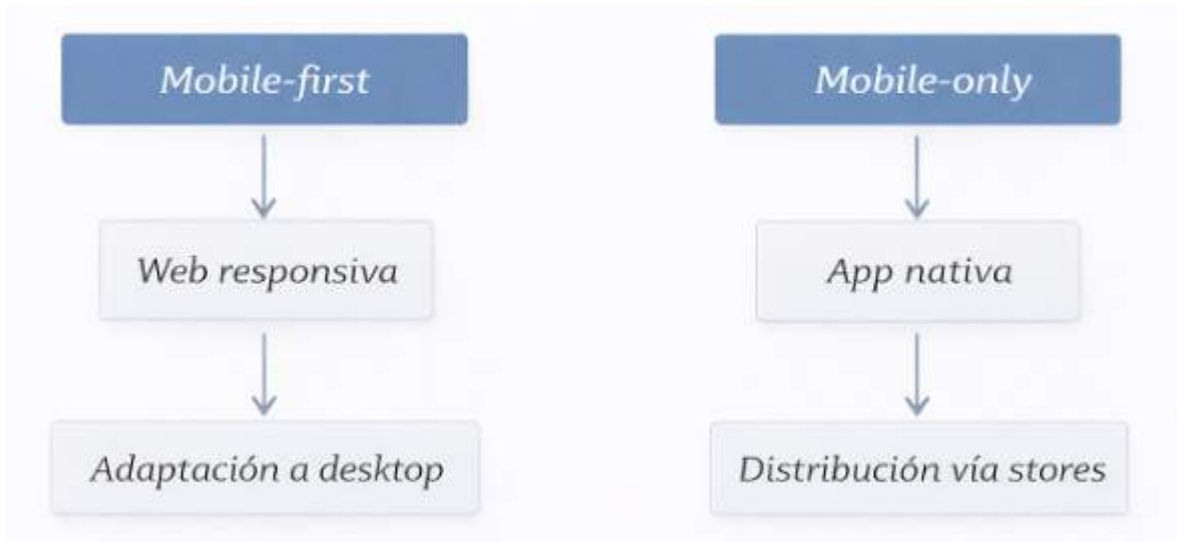 Mobile-first
Web responsiva
Adaptación a desktop
Mobile-only
App nativa
Distribución vía stores